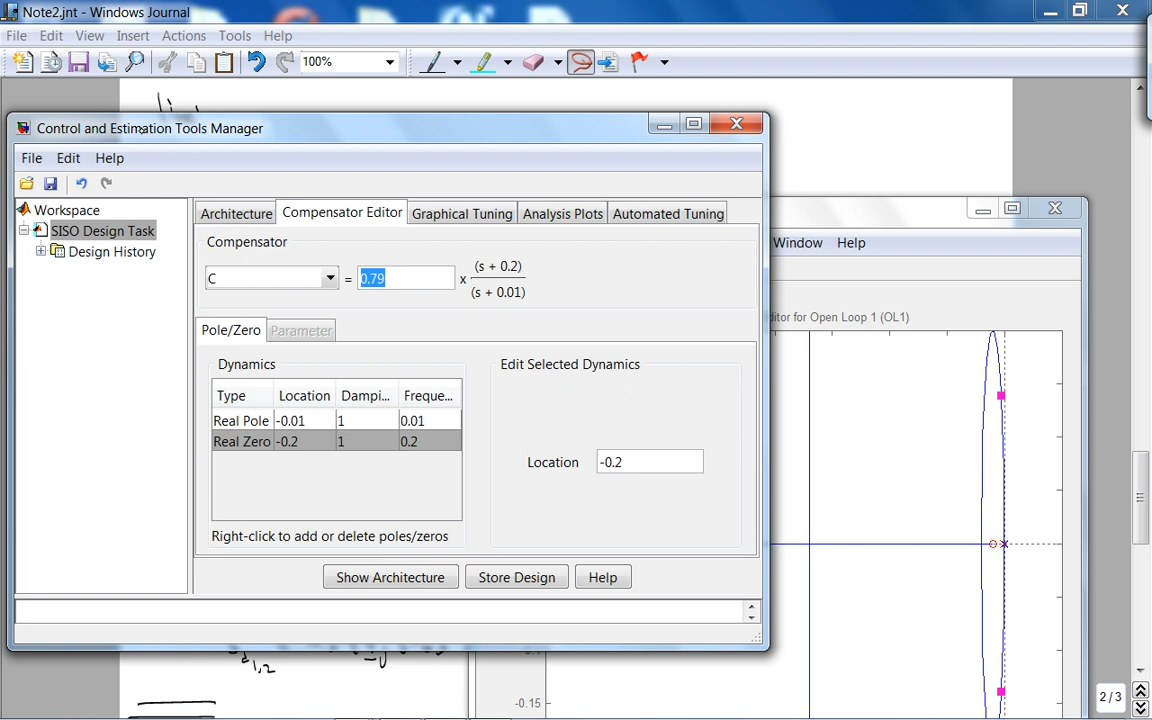 Note2.jnt - Windows Journal
File Edit View Insert Actions Tools Help
100%
Control and Estimation Tools Manager
File Edit Help
Workspace
SISO Design Task
Design History
Architecture Compensator Editor Graphical Tuning Analysis Plots Automated Tuning
Compensator
C = 0.79 x (s + 0.2)
(s + 0.01)
Pole/Zero Parameter
Dynamics
Type Location Dampi... Freque...
Real Pole -0.01 1 0.01
Real Zero -0.2 1 0.2
Right-click to add or delete poles/zeros
Edit Selected Dynamics
Location -0.2
Show Architecture Store Design Help
Window Help
ditor for Open Loop 1 (OL1)
-0.15
2 / 3